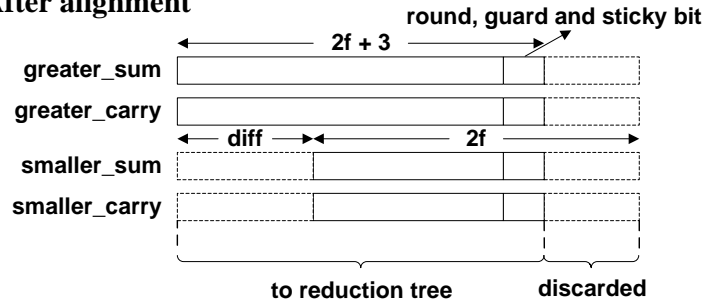 After alignment
round, guard and sticky bit
2f + 3
greater_sum
greater_carry
diff
2f
smaller_sum
smaller_carry
to reduction tree
discarded